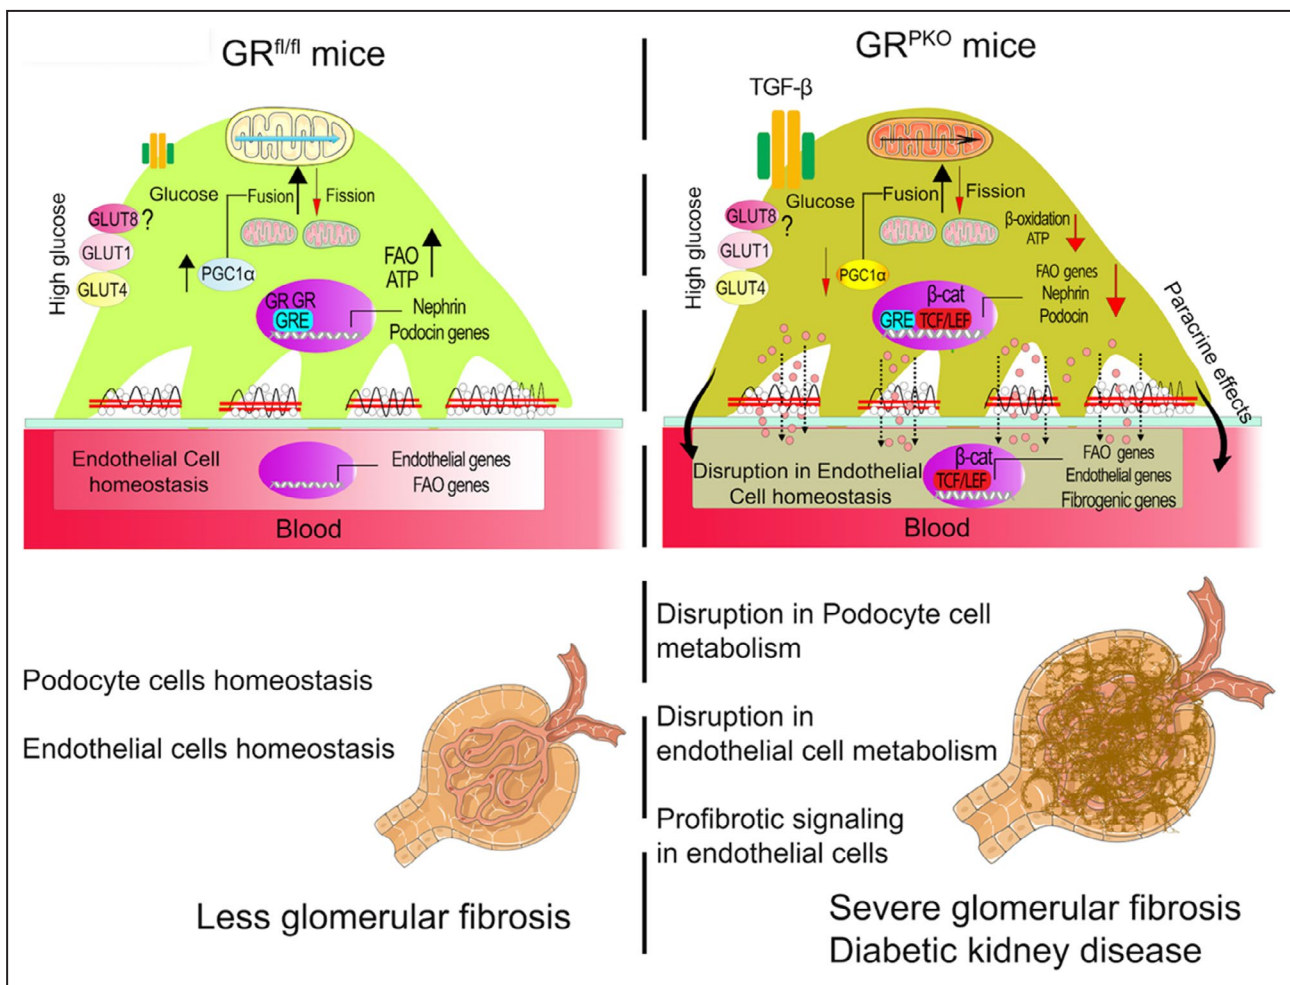 GRfl/fl mice
High glucose
Glucose
Fusion
Fission
GLUT8
?
GLUT1
GLUT4
PGC1α
FAO
ATP
GR GR
GRE
Nephrin
Podocin genes
Endothelial Cell
homeostasis
Endothelial genes
FAO genes
Blood
Podocyte cells homeostasis
Endothelial cells homeostasis
Less glomerular fibrosis
GRPKO mice
TGF-β
High glucose
Glucose
Fusion
Fission
GLUT8
?
GLUT1
GLUT4
PGC1α
β-oxidation
ATP
FAO genes
Nephrin
Podocin
β-cat
GRE
TCF/LEF
Paracrine effects
Disruption in Endothelial
Cell homeostasis
β-cat
TCF/LEF
FAO genes
Endothelial genes
Fibrogenic genes
Blood
Disruption in Podocyte cell
metabolism
Disruption in
endothelial cell metabolism
Profibrotic signaling
in endothelial cells
Severe glomerular fibrosis
Diabetic kidney disease